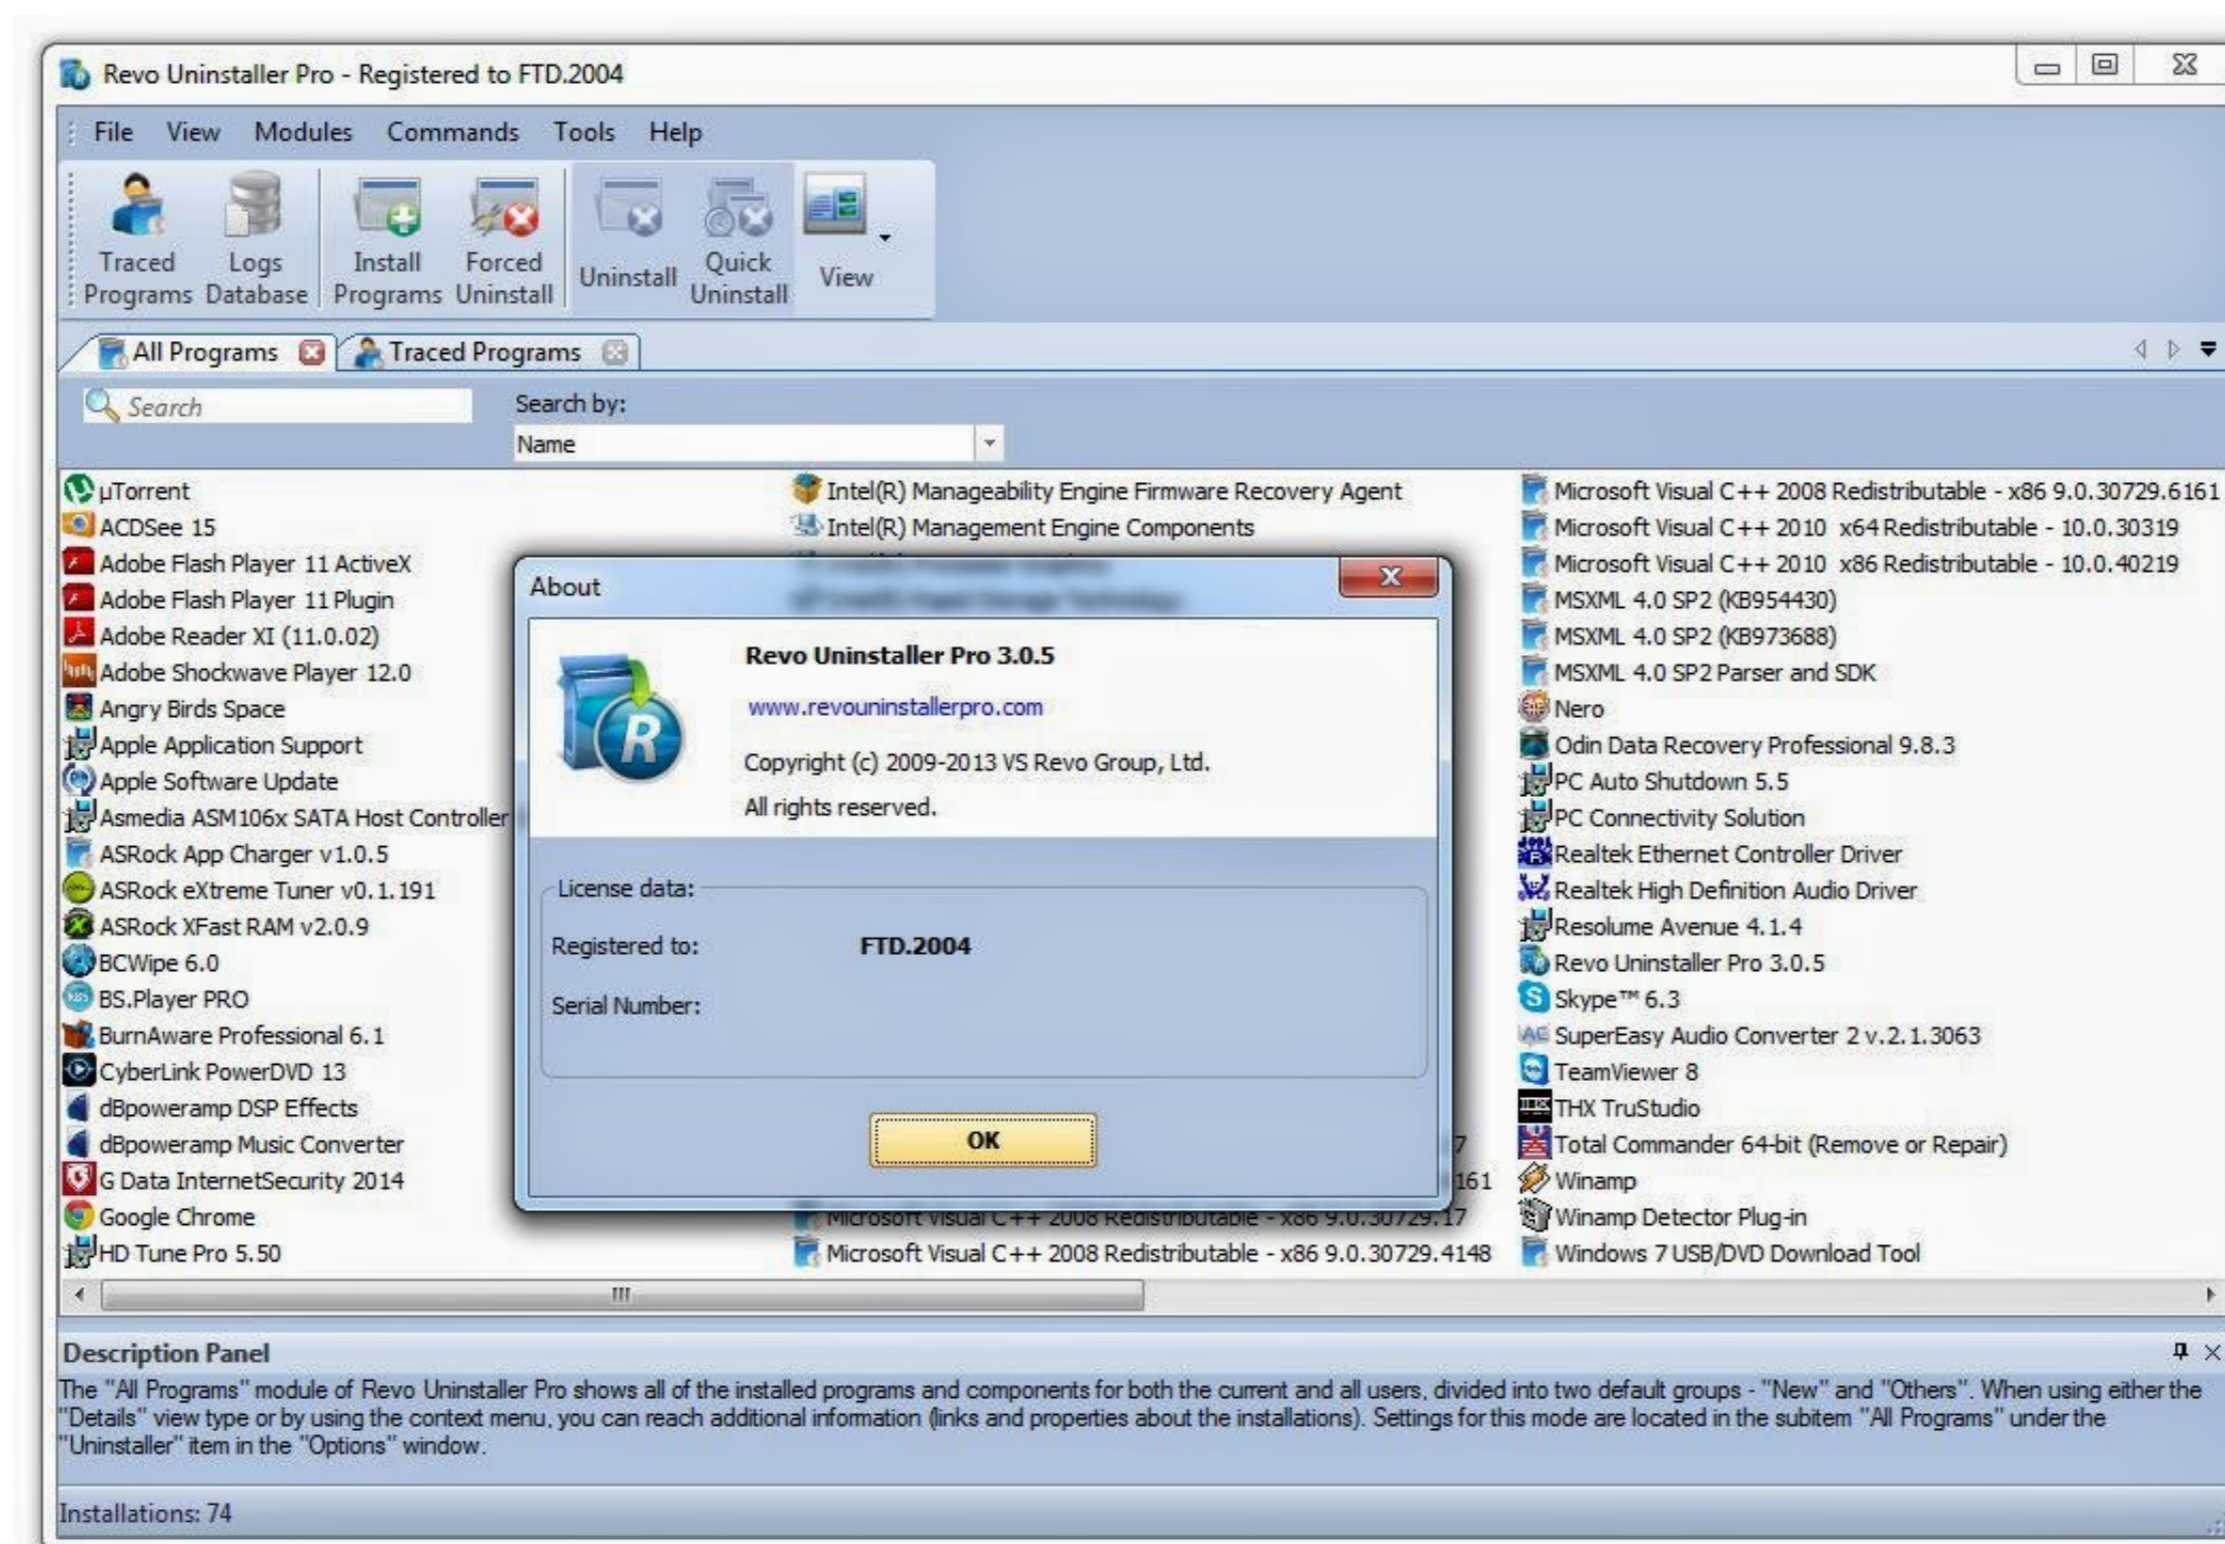 Revo Uninstaller Pro - Registered to FTD.2004
File View Modules Commands Tools Help
Traced Programs
Logs Database
Install Programs
Forced Uninstall
Uninstall
Quick Uninstall
View
All Programs
Traced Programs
Search
Search by:
Name
µTorrent
ACDSee 15
Adobe Flash Player 11 ActiveX
Adobe Flash Player 11 Plugin
Adobe Reader XI (11.0.02)
Adobe Shockwave Player 12.0
Angry Birds Space
Apple Application Support
Apple Software Update
Asmedia ASM106x SATA Host Controller
ASRock App Charger v1.0.5
ASRock eXtreme Tuner v0.1.191
ASRock XFast RAM v2.0.9
BCWipe 6.0
BS.Player PRO
BurnAware Professional 6.1
CyberLink PowerDVD 13
dBpoweramp DSP Effects
dBpoweramp Music Converter
G Data InternetSecurity 2014
Google Chrome
HD Tune Pro 5.50
Intel(R) Manageability Engine Firmware Recovery Agent
Intel(R) Management Engine Components
About
Revo Uninstaller Pro 3.0.5
www.revouninstallerpro.com
Copyright (c) 2009-2013 VS Revo Group, Ltd.
All rights reserved.
License data:
Registered to: FTD.2004
Serial Number:
OK
7
161
Microsoft Visual C++ 2008 Redistributable - x86 9.0.30729.17
Microsoft Visual C++ 2008 Redistributable - x86 9.0.30729.4148
Microsoft Visual C++ 2008 Redistributable - x86 9.0.30729.6161
Microsoft Visual C++ 2010 x64 Redistributable - 10.0.30319
Microsoft Visual C++ 2010 x86 Redistributable - 10.0.40219
MSXML 4.0 SP2 (KB954430)
MSXML 4.0 SP2 (KB973688)
MSXML 4.0 SP2 Parser and SDK
Nero
Odin Data Recovery Professional 9.8.3
PC Auto Shutdown 5.5
PC Connectivity Solution
Realtek Ethernet Controller Driver
Realtek High Definition Audio Driver
Resolume Avenue 4.1.4
Revo Uninstaller Pro 3.0.5
Skype™ 6.3
SuperEasy Audio Converter 2 v.2.1.3063
TeamViewer 8
THX TruStudio
Total Commander 64-bit (Remove or Repair)
Winamp
Winamp Detector Plug-in
Windows 7 USB/DVD Download Tool
Description Panel
The "All Programs" module of Revo Uninstaller Pro shows all of the installed programs and components for both the current and all users, divided into two default groups - "New" and "Others". When using either the
"Details" view type or by using the context menu, you can reach additional information (links and properties about the installations). Settings for this mode are located in the subitem "All Programs" under the
"Uninstaller" item in the "Options" window.
Installations: 74